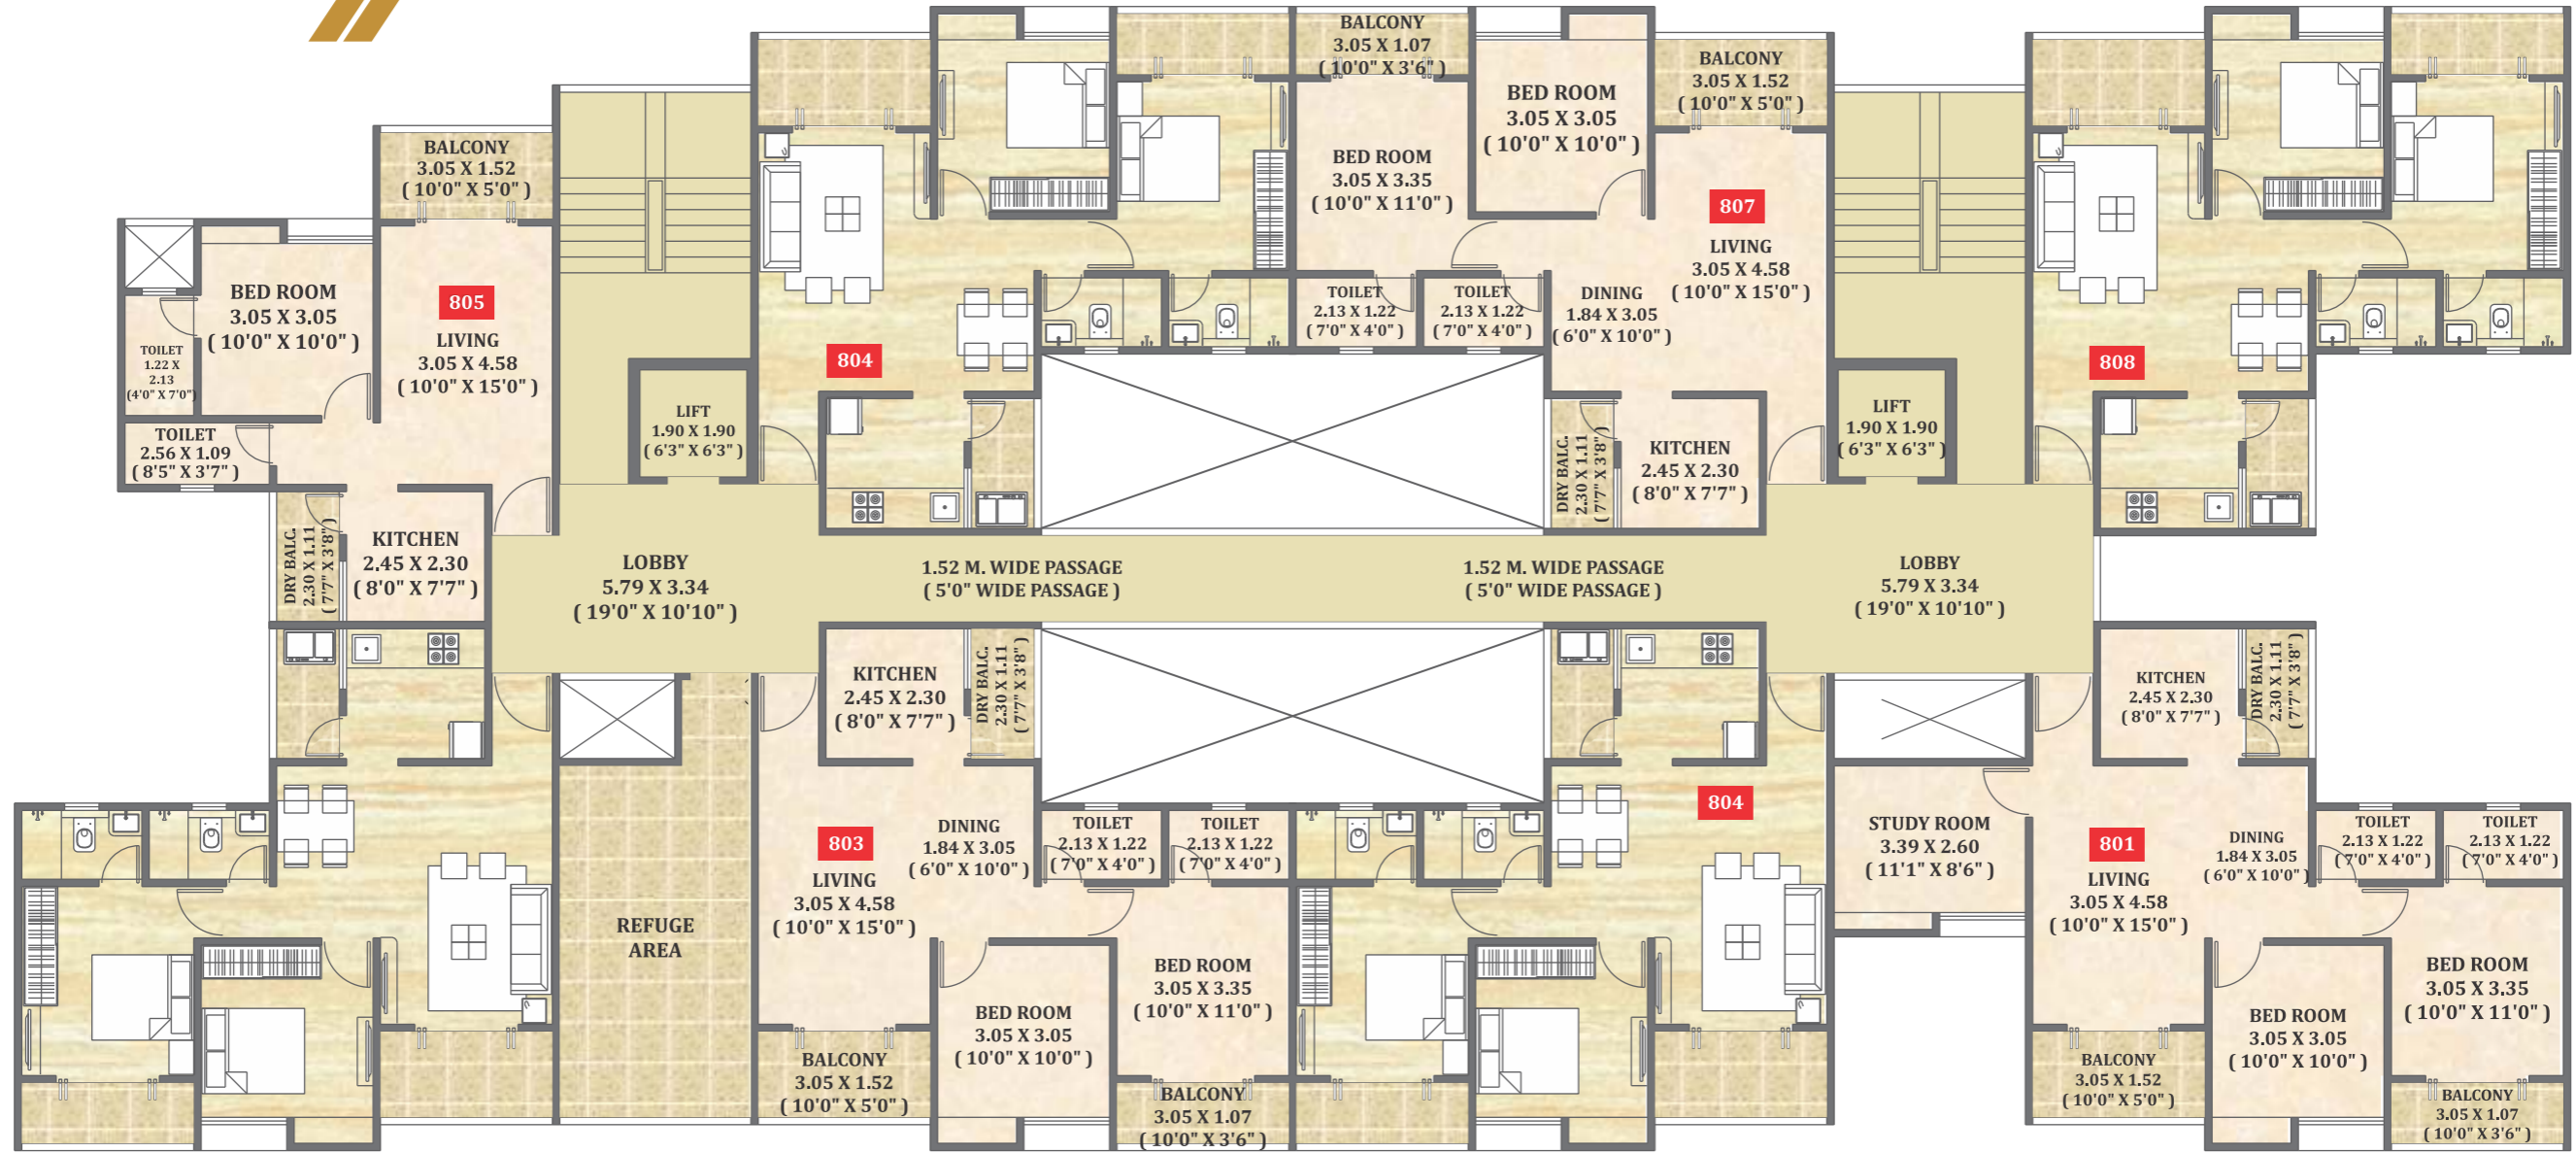 BALCONY
3.05 X 1.52
( 10'0" X 5'0" )
BED ROOM
3.05 X 3.05
( 10'0" X 10'0" )
805
LIVING
3.05 X 4.58
( 10'0" X 15'0" )
TOILET
1.22 X
2.13
(4'0" X 7'0")
TOILET
2.56 X 1.09
( 8'5" X 3'7" )
DRY BALC.
2.30 X 1.11
( 7'7" X 3'8" )
KITCHEN
2.45 X 2.30
( 8'0" X 7'7" )
LIFT
1.90 X 1.90
( 6'3" X 6'3" )
804
BALCONY
3.05 X 1.07
( 10'0" X 3'6" )
BED ROOM
3.05 X 3.35
( 10'0" X 11'0" )
BED ROOM
3.05 X 3.05
( 10'0" X 10'0" )
BALCONY
3.05 X 1.52
( 10'0" X 5'0" )
807
LIVING
3.05 X 4.58
( 10'0" X 15'0" )
TOILET
2.13 X 1.22
( 7'0" X 4'0" )
TOILET
2.13 X 1.22
( 7'0" X 4'0" )
DINING
1.84 X 3.05
( 6'0" X 10'0" )
DRY BALC.
2.30 X 1.11
( 7'7" X 3'8" )
KITCHEN
2.45 X 2.30
( 8'0" X 7'7" )
LIFT
1.90 X 1.90
( 6'3" X 6'3" )
808
LOBBY
5.79 X 3.34
( 19'0" X 10'10" )
1.52 M. WIDE PASSAGE
( 5'0" WIDE PASSAGE )
1.52 M. WIDE PASSAGE
( 5'0" WIDE PASSAGE )
LOBBY
5.79 X 3.34
( 19'0" X 10'10" )
REFUGE
AREA
KITCHEN
2.45 X 2.30
( 8'0" X 7'7" )
DRY BALC.
2.30 X 1.11
( 7'7" X 3'8" )
803
LIVING
3.05 X 4.58
( 10'0" X 15'0" )
DINING
1.84 X 3.05
( 6'0" X 10'0" )
TOILET
2.13 X 1.22
( 7'0" X 4'0" )
TOILET
2.13 X 1.22
( 7'0" X 4'0" )
BED ROOM
3.05 X 3.05
( 10'0" X 10'0" )
BED ROOM
3.05 X 3.35
( 10'0" X 11'0" )
BALCONY
3.05 X 1.52
( 10'0" X 5'0" )
BALCONY
3.05 X 1.07
( 10'0" X 3'6" )
804
STUDY ROOM
3.39 X 2.60
( 11'1" X 8'6" )
KITCHEN
2.45 X 2.30
( 8'0" X 7'7" )
DRY BALC.
2.30 X 1.11
( 7'7" X 3'8" )
801
LIVING
3.05 X 4.58
( 10'0" X 15'0" )
DINING
1.84 X 3.05
( 6'0" X 10'0" )
TOILET
2.13 X 1.22
( 7'0" X 4'0" )
TOILET
2.13 X 1.22
( 7'0" X 4'0" )
BED ROOM
3.05 X 3.05
( 10'0" X 10'0" )
BED ROOM
3.05 X 3.35
( 10'0" X 11'0" )
BALCONY
3.05 X 1.52
( 10'0" X 5'0" )
BALCONY
3.05 X 1.07
( 10'0" X 3'6" )